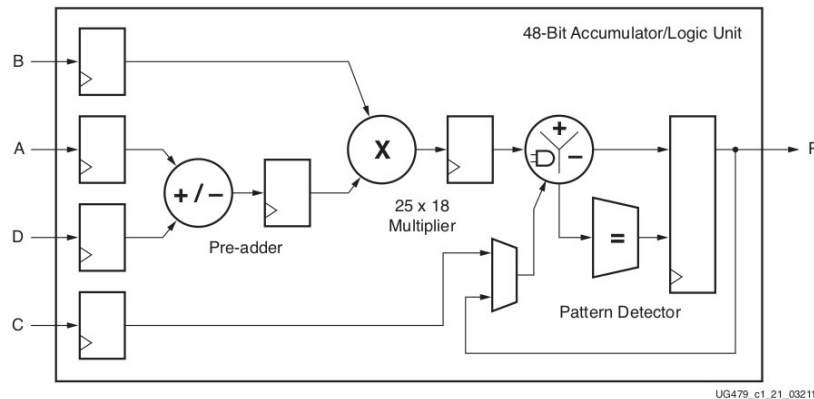 48-Bit Accumulator/Logic Unit
B
A
D
C
+ / −
Pre-adder
X
25 x 18
Multiplier
+
−
=
Pattern Detector
P
UG479_c1_21_03211